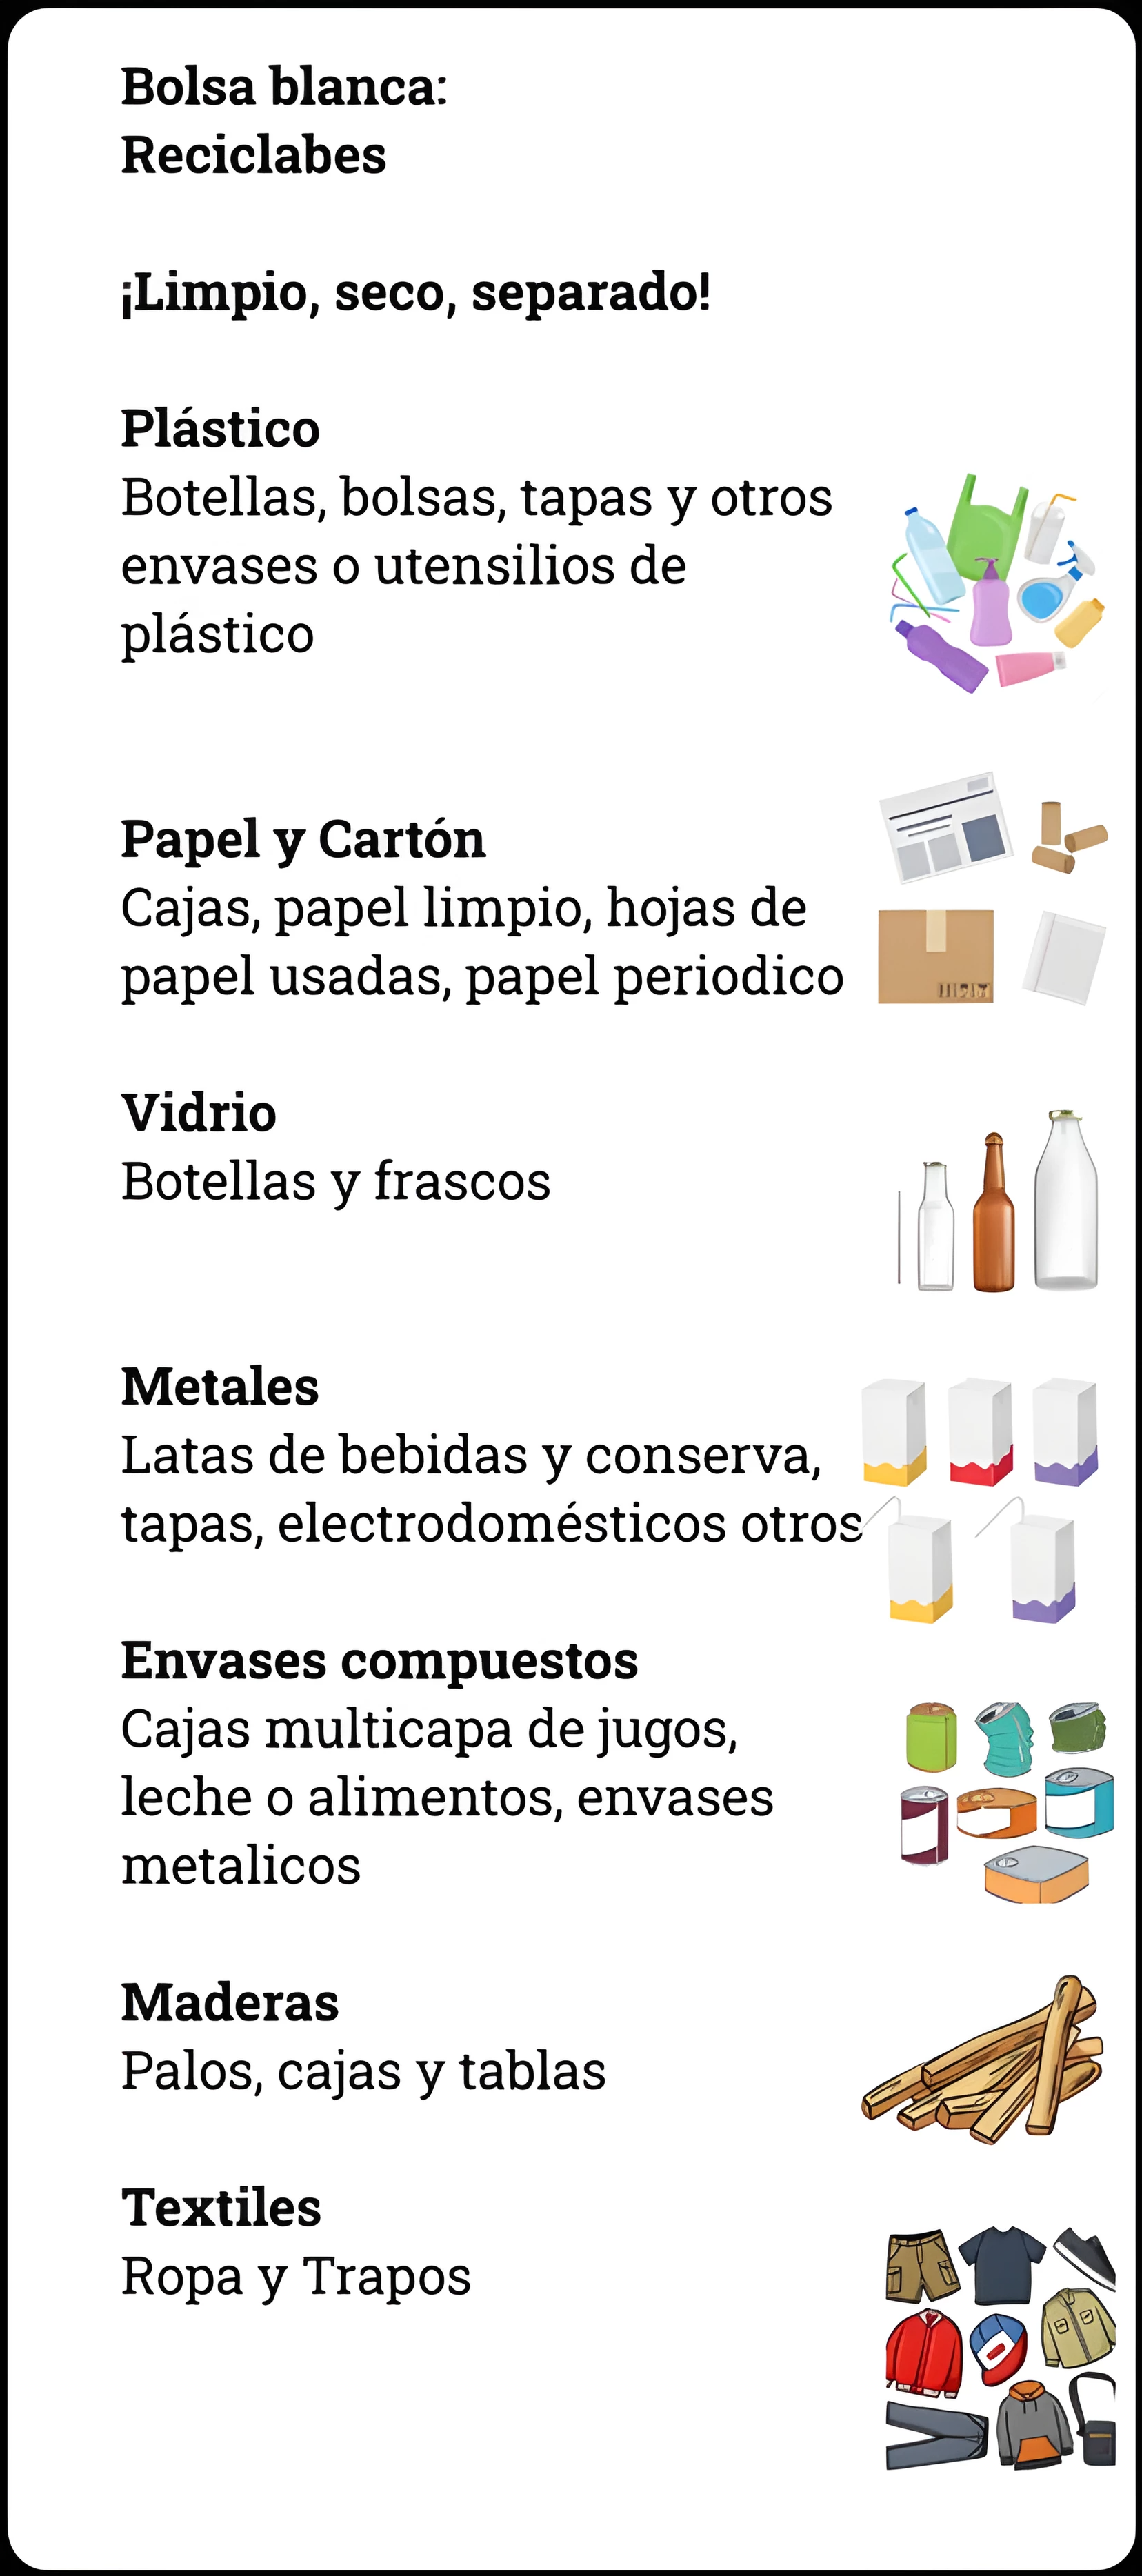 Bolsa blanca:
Reciclabes
¡Limpio, seco, separado!
Plástico
Botellas, bolsas, tapas y otros
envases o utensilios de
plástico
Papel y Cartón
Cajas, papel limpio, hojas de
papel usadas, papel periodico
Vidrio
Botellas y frascos
Metales
Latas de bebidas y conserva,
tapas, electrodomésticos otros
Envases compuestos
Cajas multicapa de jugos,
leche o alimentos, envases
metalicos
Maderas
Palos, cajas y tablas
Textiles
Ropa y Trapos